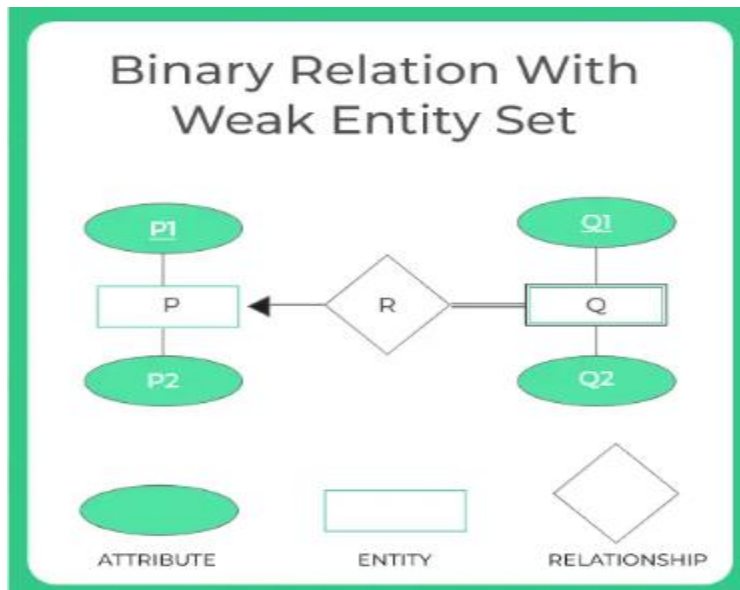 Binary Relation With
Weak Entity Set
P1
Q1
P
R
Q
P2
Q2
ATTRIBUTE
ENTITY
RELATIONSHIP